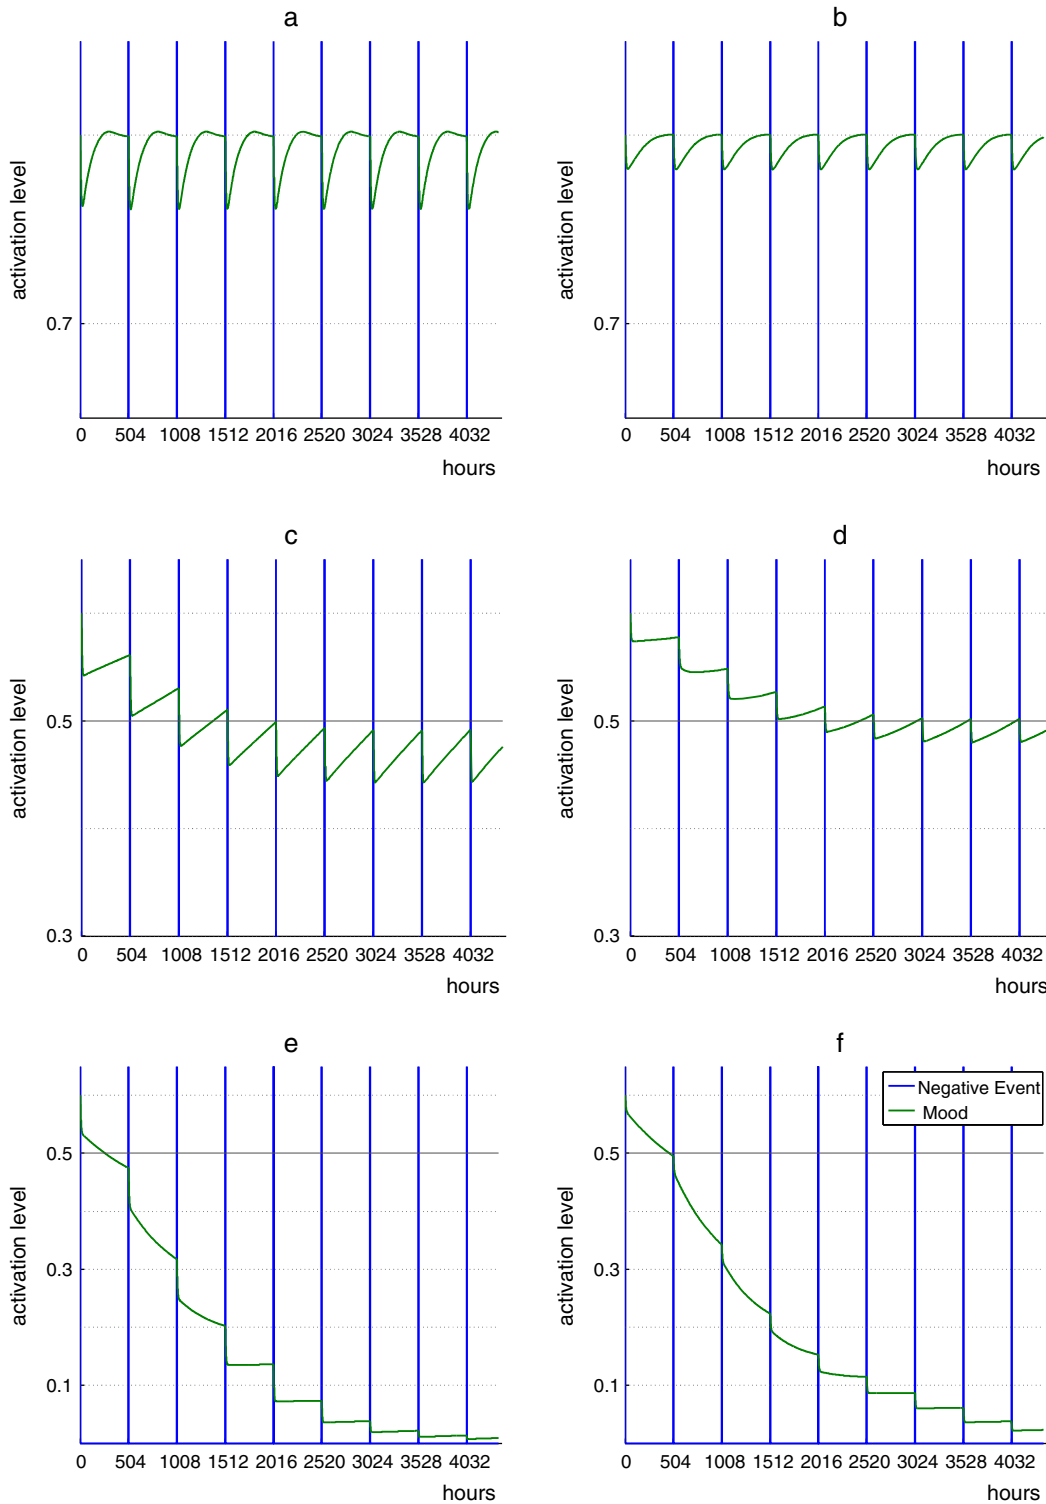 a
b
activation level
activation level
0.7
0.7
0 504 1008 1512 2016 2520 3024 3528 4032
0 504 1008 1512 2016 2520 3024 3528 4032
hours
hours
c
d
activation level
activation level
0.5
0.5
0.3
0.3
0 504 1008 1512 2016 2520 3024 3528 4032
0 504 1008 1512 2016 2520 3024 3528 4032
hours
hours
e
f
Negative Event
Mood
activation level
activation level
0.5
0.5
0.3
0.3
0.1
0.1
0 504 1008 1512 2016 2520 3024 3528 4032
0 504 1008 1512 2016 2520 3024 3528 4032
hours
hours